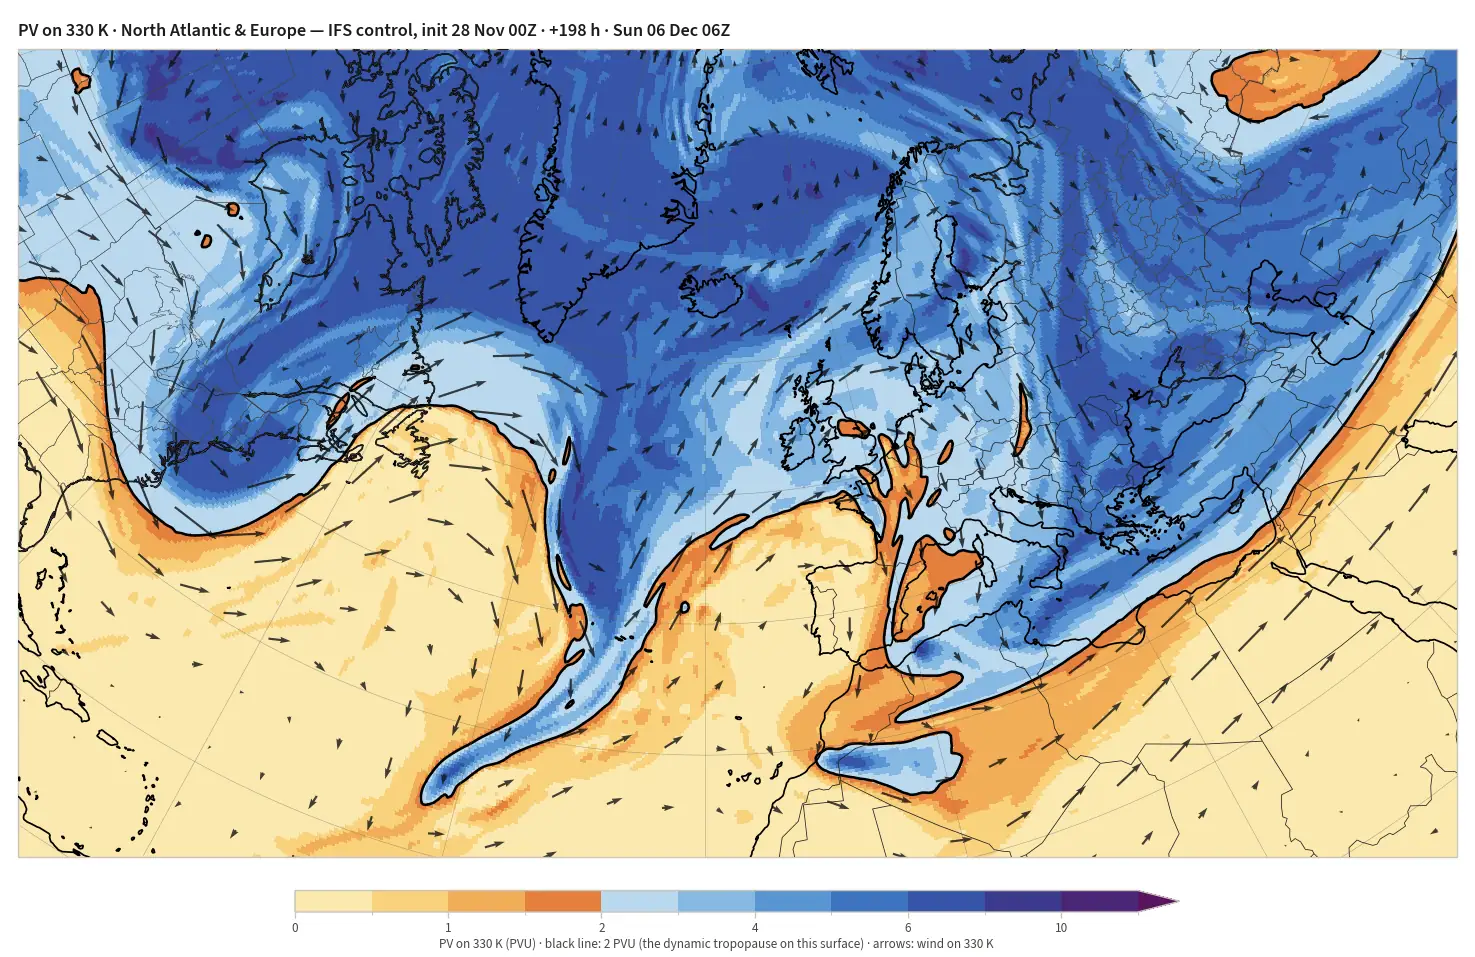 PV on 330 K · North Atlantic & Europe — IFS control, init 28 Nov 00Z · +198 h · Sun 06 Dec 06Z
0 1 2 4 6 10
PV on 330 K (PVU) · black line: 2 PVU (the dynamic tropopause on this surface) · arrows: wind on 330 K